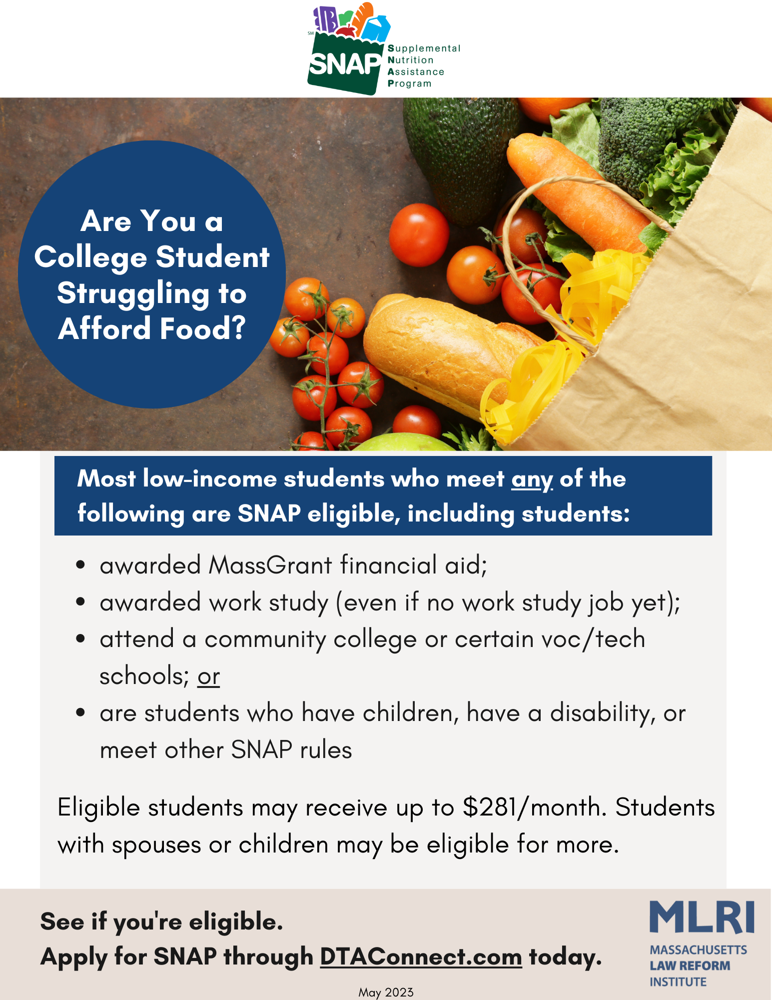 SM
SNAP
Supplemental
Nutrition
Assistance
Program
Are You a
College Student
Struggling to
Afford Food?
Most low-income students who meet any of the
following are SNAP eligible, including students:
• awarded MassGrant financial aid;
• awarded work study (even if no work study job yet);
• attend a community college or certain voc/tech
schools; or
• are students who have children, have a disability, or
meet other SNAP rules
Eligible students may receive up to $281/month. Students
with spouses or children may be eligible for more.
See if you're eligible.
Apply for SNAP through DTAConnect.com today.
MLRI
MASSACHUSETTS
LAW REFORM
INSTITUTE
May 2023